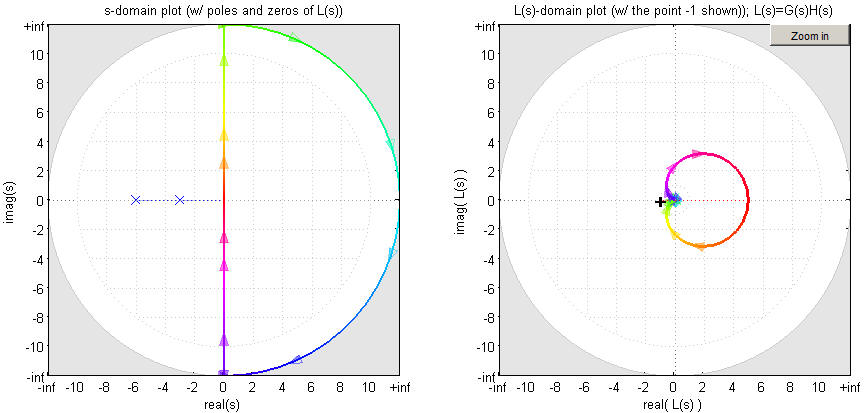 s-domain plot (w/ poles and zeros of L(s))
+inf
10
8
6
4
2
0
-2
-4
-6
-8
-10
-inf
imag(s)
-inf -10 -8 -6 -4 -2 0 2 4 6 8 10 +inf
real(s)
L(s)-domain plot (w/ the point -1 shown)); L(s)=G(s)H(s)
Zoom in
+inf
10
8
6
4
2
0
-2
-4
-6
-8
-10
-inf
imag( L(s) )
-inf -10 -8 -6 -4 -2 0 2 4 6 8 10 +inf
real( L(s) )